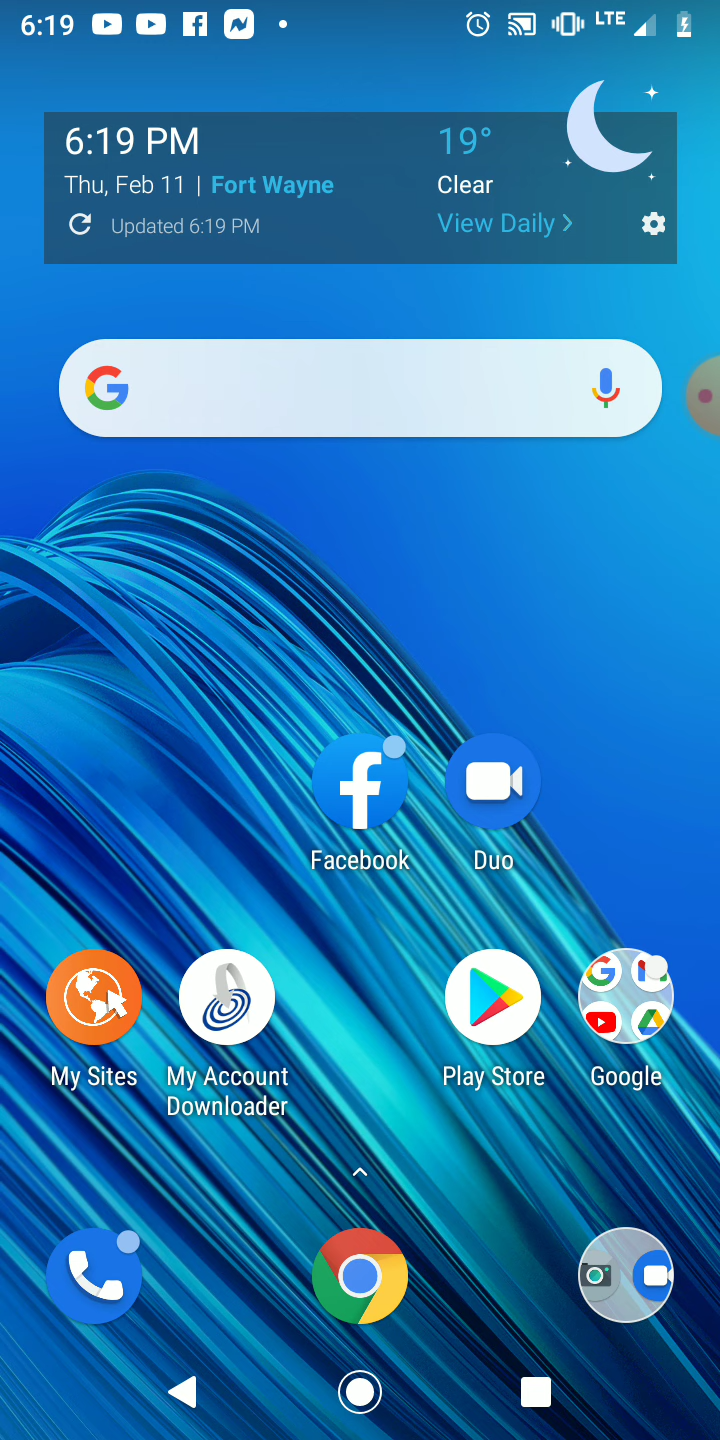 6:19
LTE
6:19 PM
19°
Thu, Feb 11 | Fort Wayne
Clear
Updated 6:19 PM
View Daily >
Facebook
Duo
My Sites
My Account
Downloader
Play Store
Google